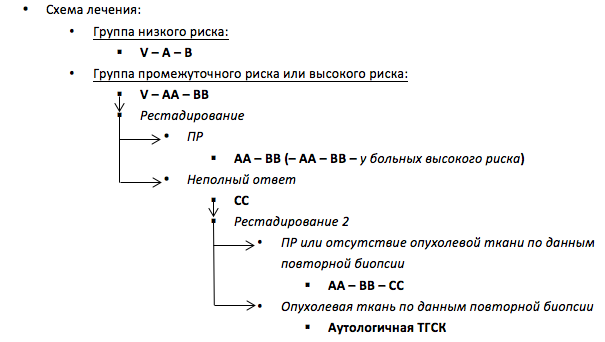 • Схема лечения:
• Группа низкого риска:
▪ V – A – B
• Группа промежуточного риска или высокого риска:
▪ V – AA – BB
▪ Рестадирование
• ПР
▪ AA – BB (– AA – BB – у больных высокого риска)
• Неполный ответ
▪ CC
▪ Рестадирование 2
• ПР или отсутствие опухолевой ткани по данным
повторной биопсии
▪ AA – BB – CC
• Опухолевая ткань по данным повторной биопсии
▪ Аутологичная ТГСК